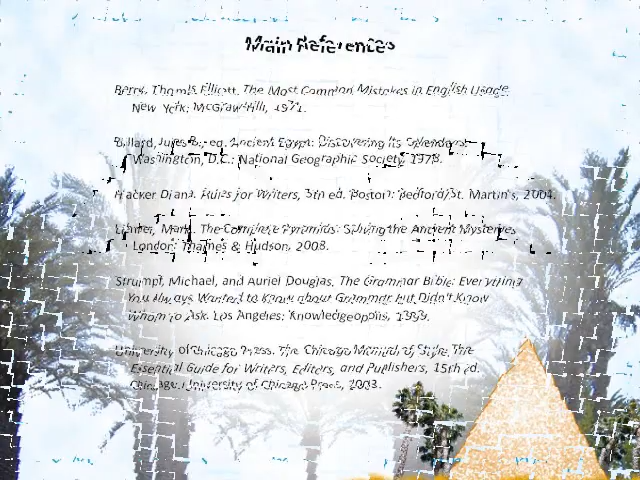 Main References
Berry, Thomas Elliott. The Most Common Mistakes in English Usage.
New York: McGraw-Hill, 1971.
Billard, Jules B., ed. Ancient Egypt: Discovering Its Splendors.
Washington, D.C.: National Geographic Society, 1978.
Hacker Diana. Rules for Writers, 5th ed. Boston: Bedford/St. Martin's, 2004.
Lehner, Mark. The Complete Pyramids: Solving the Ancient Mysteries
London: Thames & Hudson, 2008.
Strumpf, Michael, and Auriel Douglas. The Grammar Bible: Everything
You Always Wanted to Know about Grammar but Didn't Know
Whom to Ask. Los Angeles: Knowledgeopolis, 1999.
University of Chicago Press. The Chicago Manual of Style, The
Essential Guide for Writers, Editors, and Publishers, 15th ed.
Chicago: University of Chicago Press, 2003.